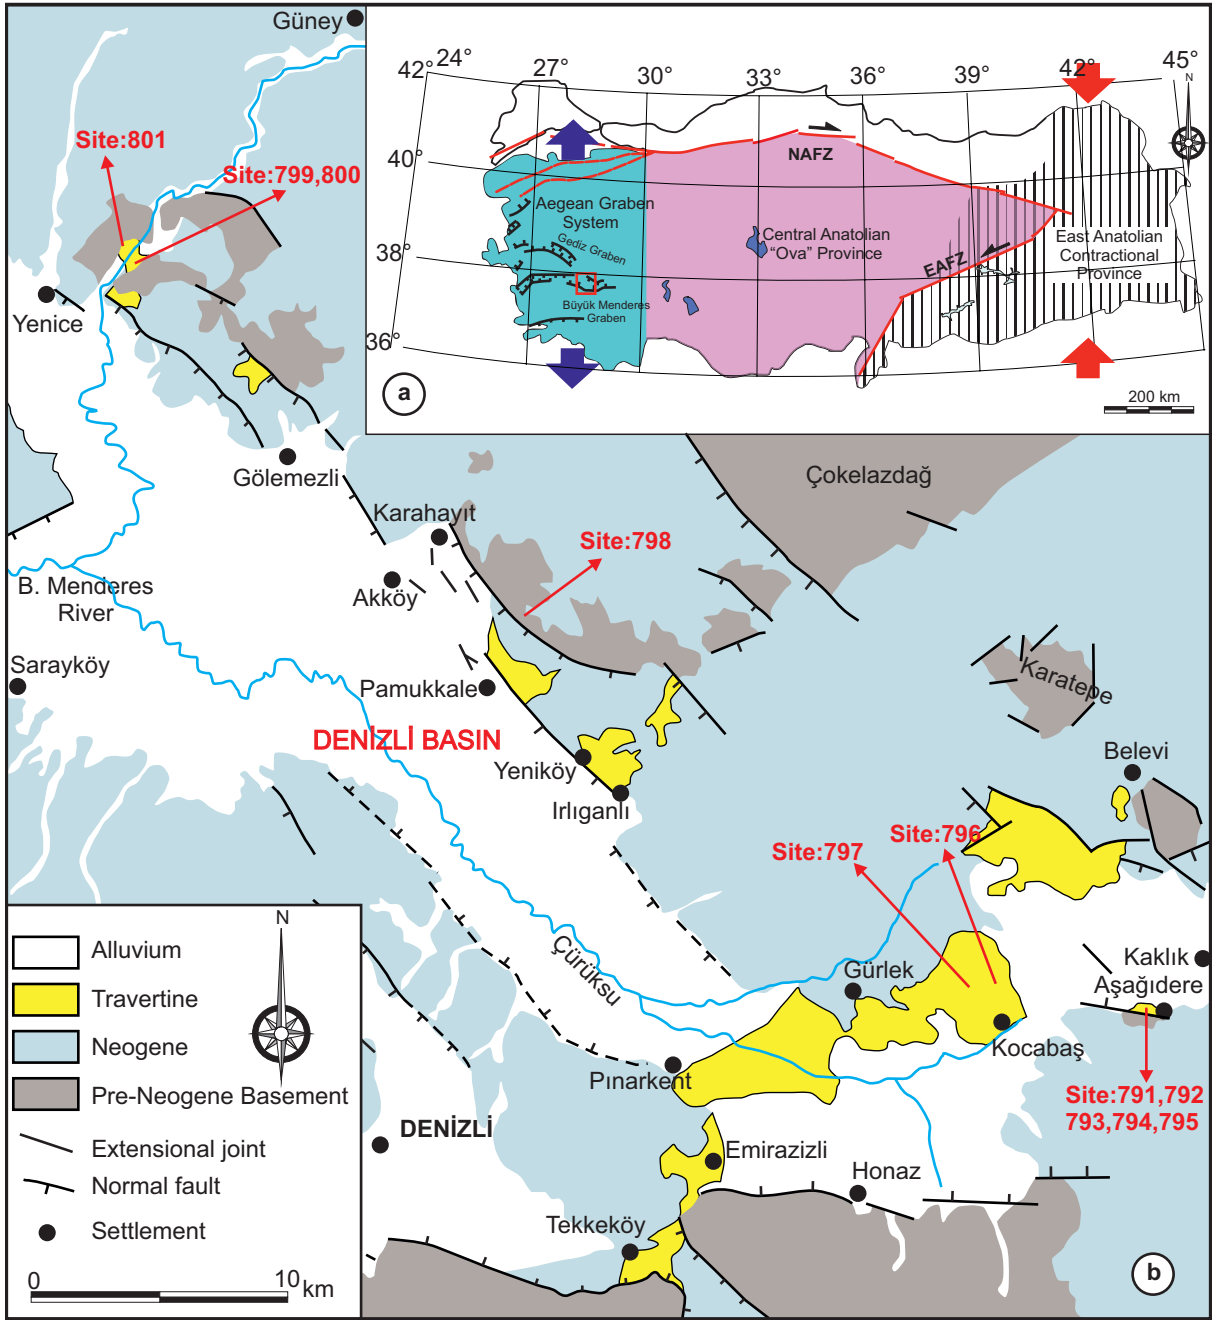 Güney
24°
42°
27°
30°
33°
36°
39°
42°
45°
N
40°
38°
36°
NAFZ
Aegean Graben
System
Gediz Graben
Büyük Menderes
Graben
Central Anatolian
“Ova” Province
EAFZ
East Anatolian
Contractional
Province
a
200 km
Site:801
Site:799,800
Yenice
Gölemezli
Çokelazdağ
Karahayıt
Site:798
Akköy
B. Menderes
River
Sarayköy
Pamukkale
Karatepe
DENİZLİ BASIN
Yeniköy
Irlıganlı
Belevi
Site:796
Site:797
Çürüksu
Gürlek
Kaklık
Aşağıdere
Kocabaş
Pınarkent
Site:791,792
793,794,795
DENİZLİ
Emirazizli
Honaz
Tekkeköy
b
N
Alluvium
Travertine
Neogene
Pre-Neogene Basement
Extensional joint
Normal fault
Settlement
0
10
km